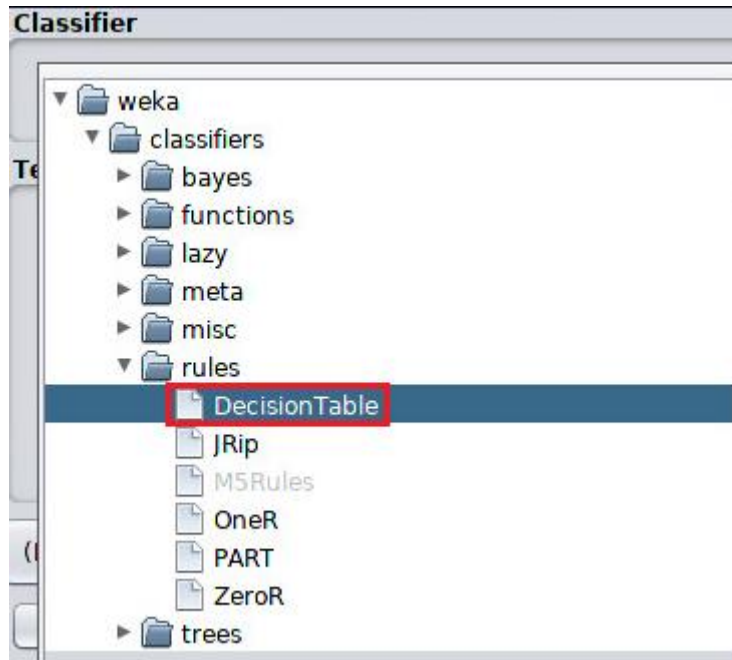 Classifier
weka
classifiers
bayes
Te
functions
lazy
meta
misc
rules
DecisionTable
JRip
M5Rules
OneR
PART
ZeroR
trees